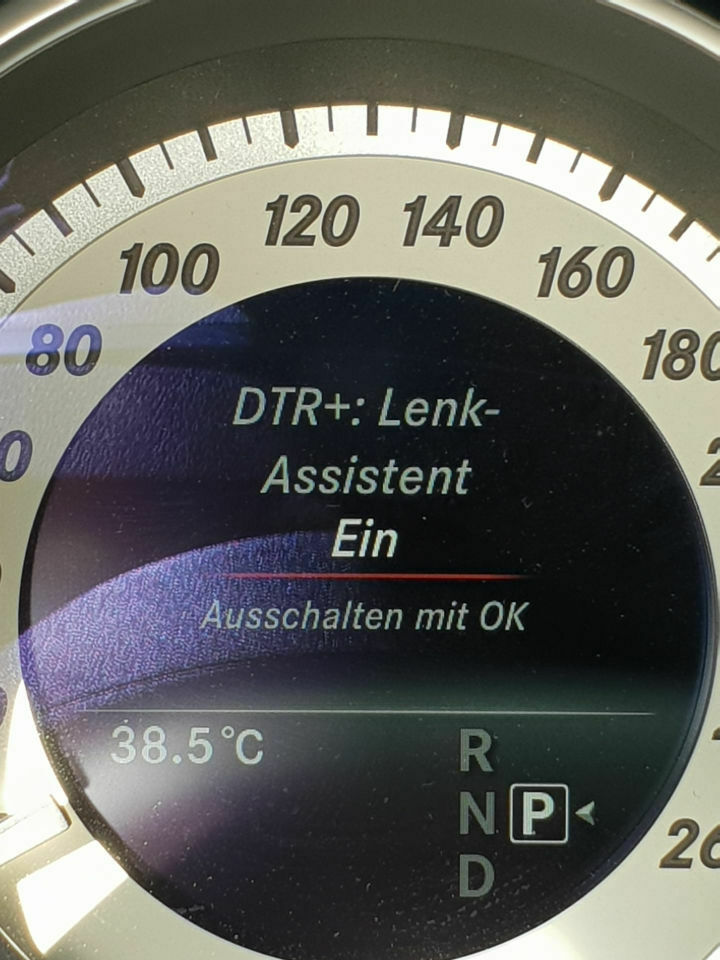 120 140
100 160
80 180
DTR+: Lenk-
Assistent
Ein
Ausschalten mit OK
38.5°C R
N P
D